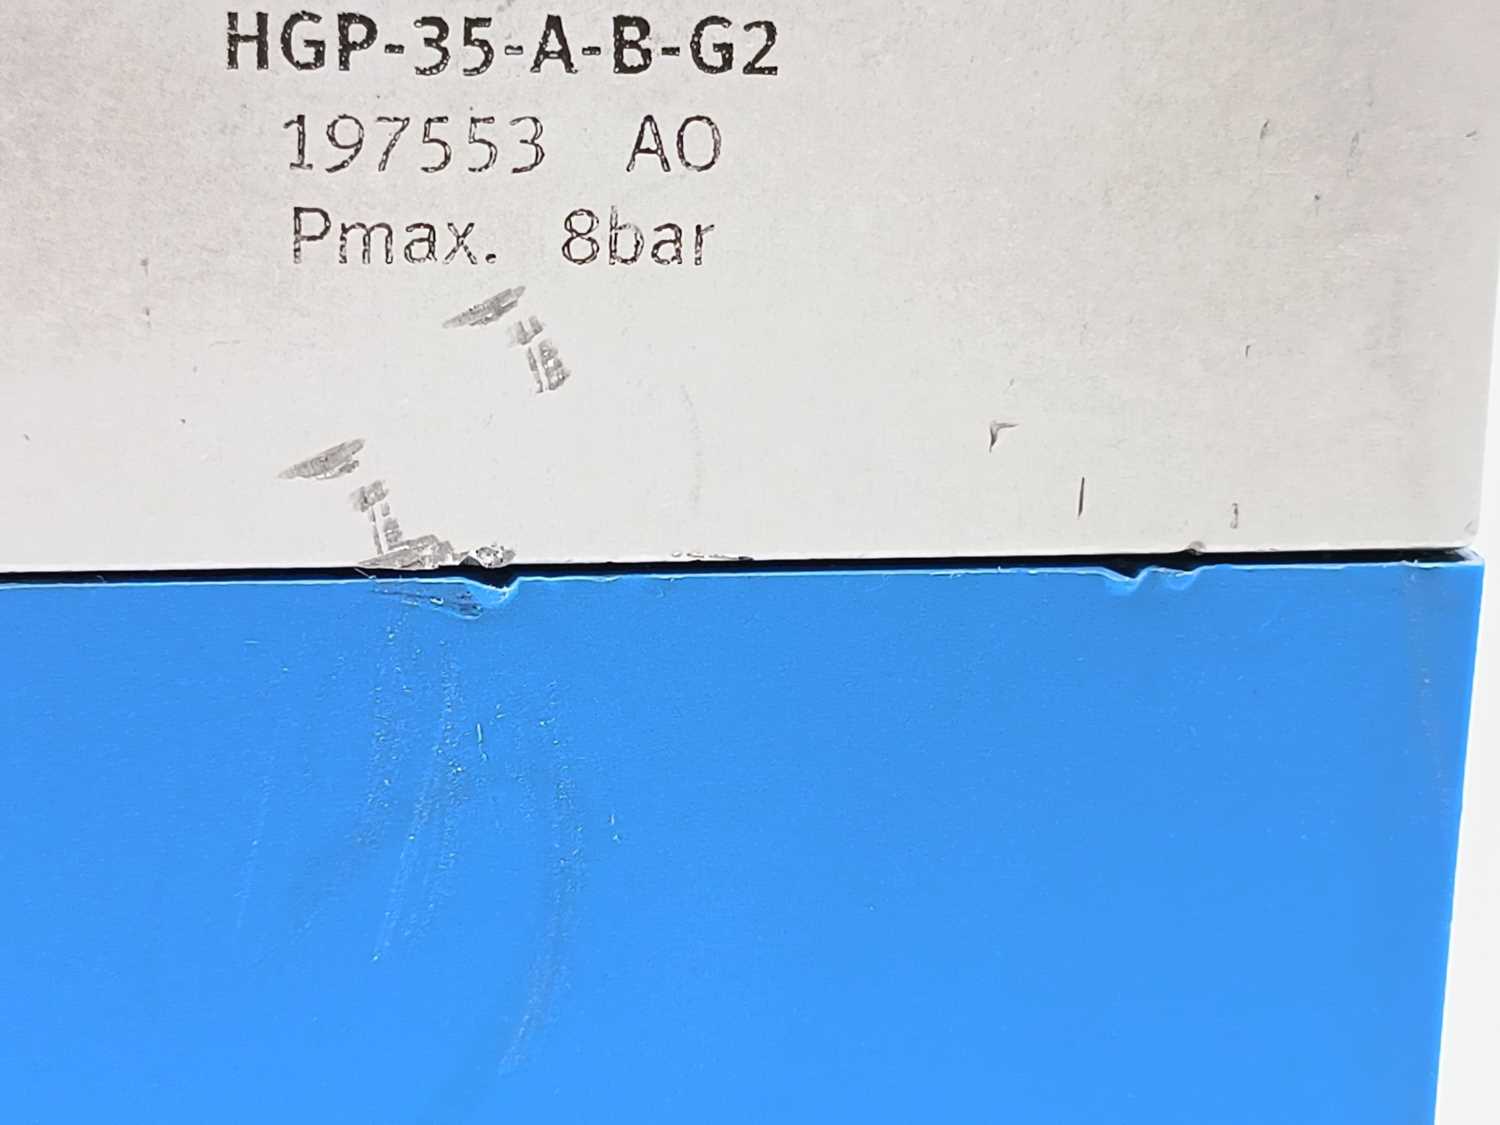 HGP-35-A-B-G2
197553 AO
Pmax. 8bar